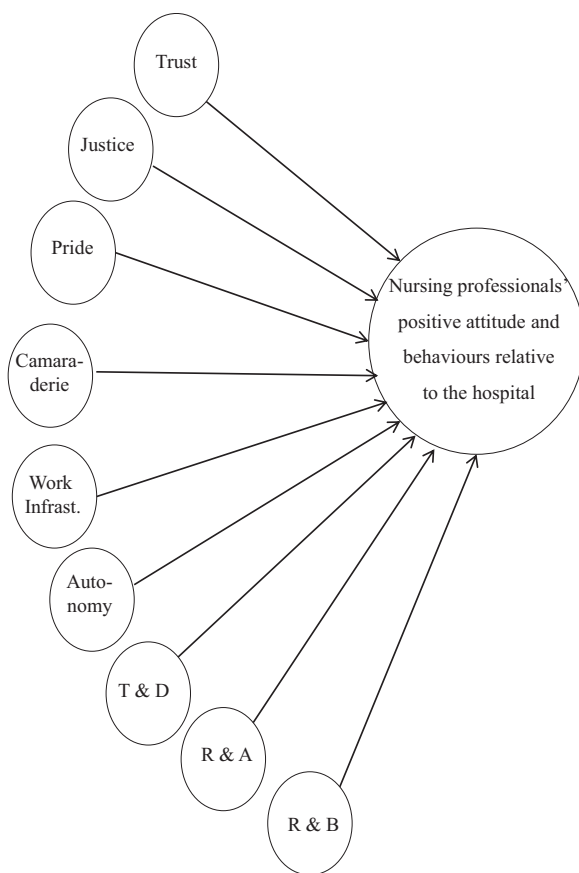 Trust
Justice
Pride
Camara-
derie
Work
Infrast.
Auto-
nomy
T & D
R & A
R & B
Nursing professionals’
positive attitude and
behaviours relative
to the hospital